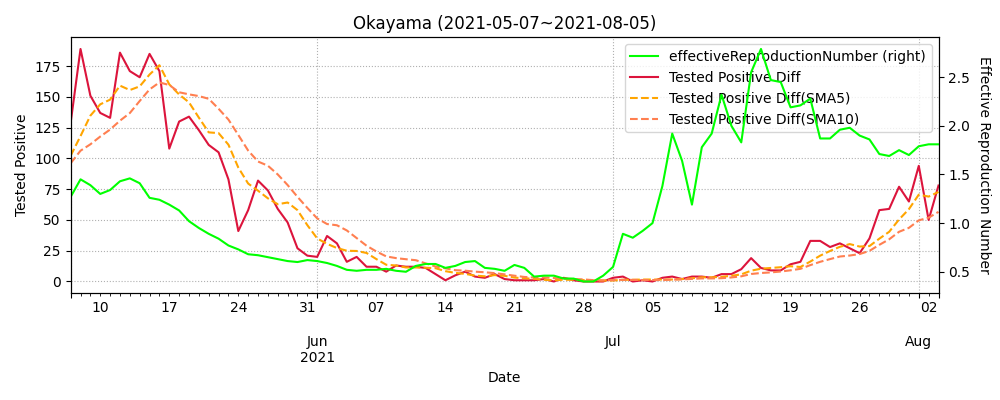 Okayama (2021-05-07~2021-08-05)
effectiveReproductionNumber (right)
Tested Positive Diff
Tested Positive Diff(SMA5)
Tested Positive Diff(SMA10)
Tested Positive
175
150
125
100
75
50
25
0
2.5
2.0
1.5
1.0
0.5
Effective Reproduction Number
10 17 24 31 07 14 21 28 05 12 19 26 02
Jun Jul Aug
2021
Date